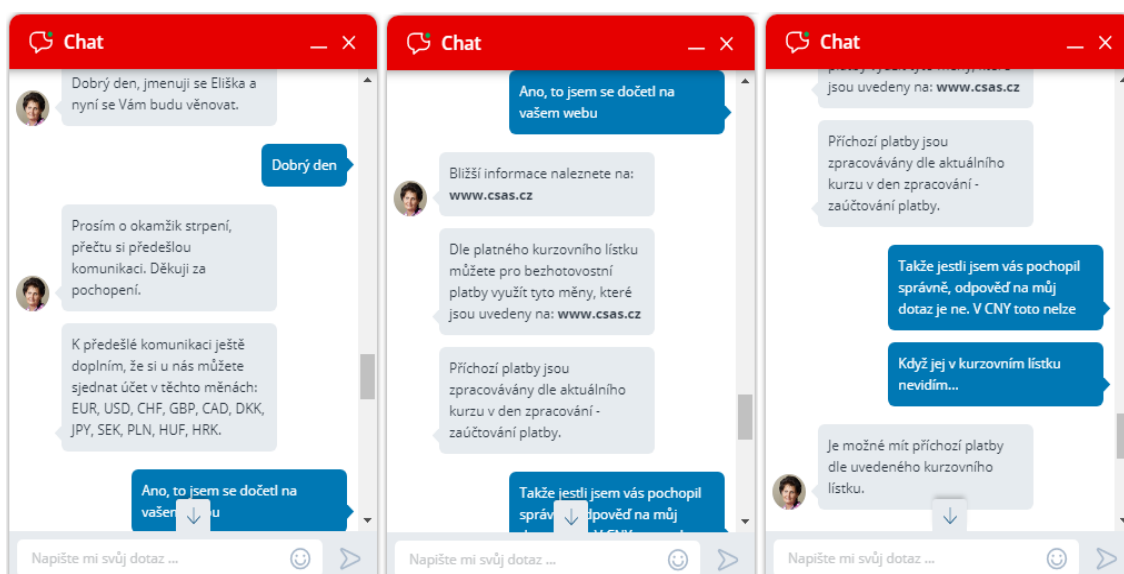 Chat
Dobrý den, jmenuji se Eliška a
nyní se Vám budu věnovat.
Dobrý den
Prosím o okamžik strpení,
přečtu si předešlou
komunikaci. Děkuji za
pochopení.
K předešlé komunikaci ještě
doplním, že si u nás můžete
sjednat účet v těchto měnách:
EUR, USD, CHF, GBP, CAD, DKK,
JPY, SEK, PLN, HUF, HRK.
Ano, to jsem se dočetl na
Napište mi svůj dotaz ...
Chat
Ano, to jsem se dočetl na
vašem webu
Bližší informace naleznete na:
www.csas.cz
Dle platného kurzovního lístku
můžete pro bezhotovostní
platby využít tyto měny, které
jsou uvedeny na: www.csas.cz
Příchozí platby jsou
zpracovávány dle aktuálního
kurzu v den zpracování -
zaúčtování platby.
Takže jestli jsem vás pochopil
na můj
Napište mi svůj dotaz ...
Chat
jsou uvedeny na: www.csas.cz
Příchozí platby jsou
zpracovávány dle aktuálního
kurzu v den zpracování -
zaúčtování platby.
Takže jestli jsem vás pochopil
správně, odpověď na můj
dotaz je ne. V CNY toto nelze
Když jej v kurzovním lístku
nevidím...
Je možné mít příchozí platby
dle uvedeného kurzovního
lístku.
Napište mi svůj dotaz ...